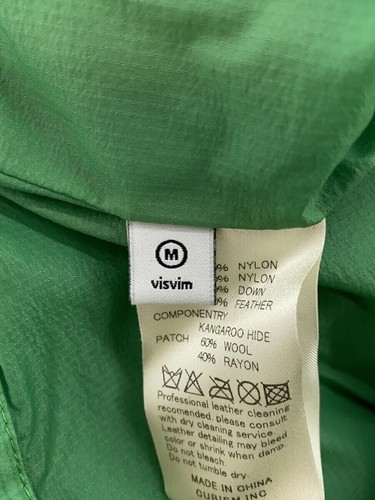 M
visvim
% NYLON
% NYLON
% DOWN
% FEATHER
COMPONENTRY
KANGAROO HIDE
PATCH 60% WOOL
40% RAYON
Professional leather cleaning
recomended. please consult
with dry cleaning service.
Leather detailing may bleed
color or shrink when damp.
Do not bleach.
Do not tumble dry.
MADE IN CHINA
CUBISM INC